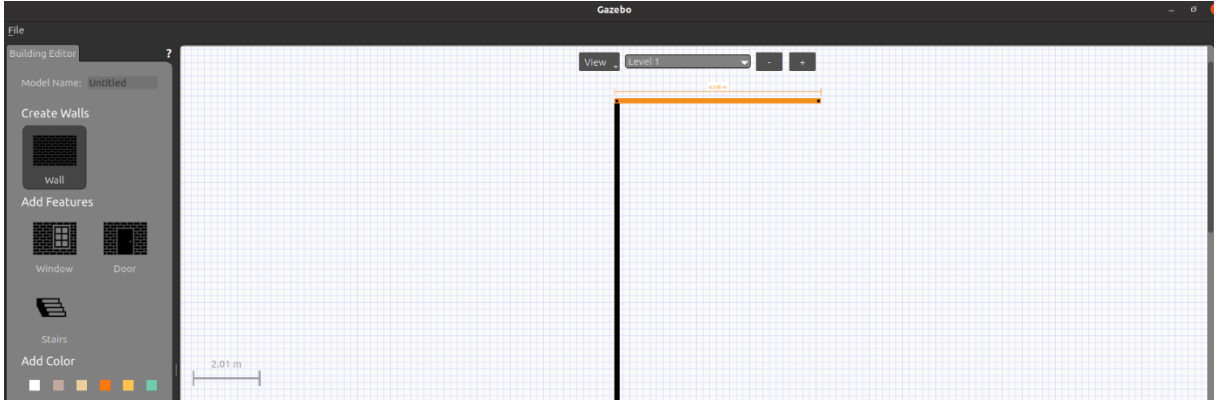 Gazebo
File
Building Editor
?
Model Name: Untitled
Create Walls
Wall
Add Features
Window Door
Stairs
Add Color
View Level 1 - +
2.01 m